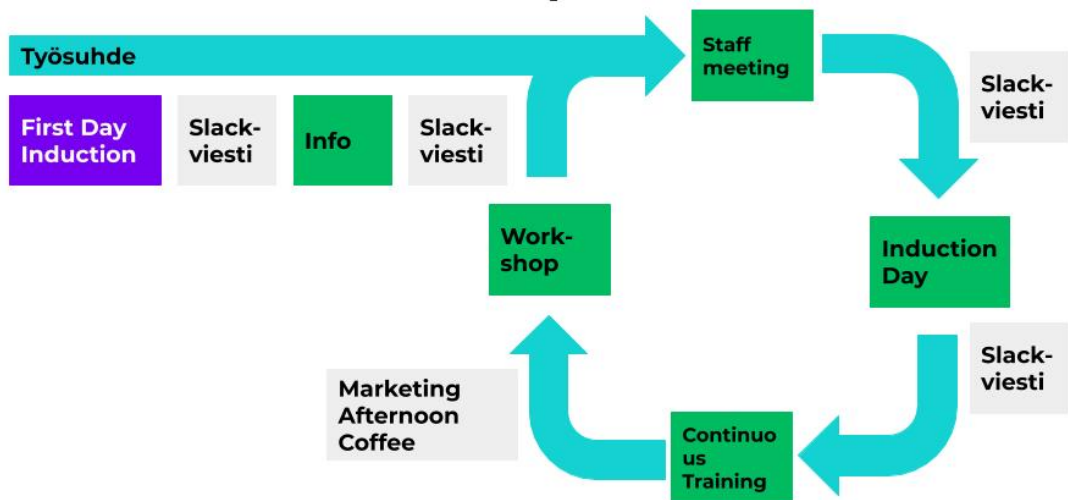 Työsuhde
First Day
Induction
Slack-
viesti
Info
Slack-
viesti
Staff
meeting
Slack-
viesti
Work-
shop
Induction
Day
Slack-
viesti
Marketing
Afternoon
Coffee
Continuo
us
Training